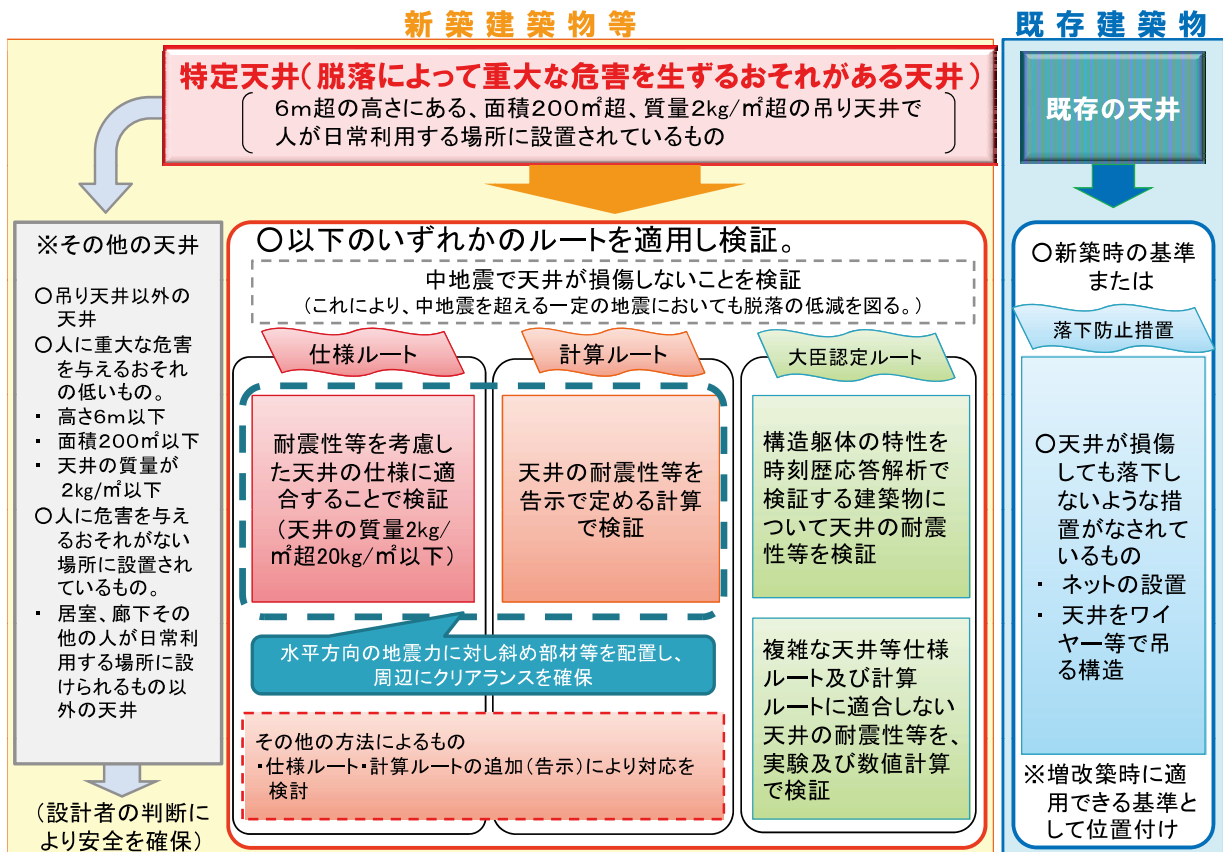 新築建築物等
特定天井（脱落によって重大な危害を生ずるおそれがある天井）
6m超の高さにある、面積200㎡超、質量2kg/㎡超の吊り天井で
人が日常利用する場所に設置されているもの
※その他の天井
○吊り天井以外の
天井
○人に重大な危害
を与えるおそれ
の低いもの。
・ 高さ6m以下
・ 面積200㎡以下
・ 天井の質量が
2kg/㎡以下
○人に危害を与え
るおそれがない
場所に設置され
ているもの。
・ 居室、廊下その
他の人が日常利
用する場所に設
けられるもの以
外の天井
（設計者の判断に
より安全を確保）
○以下のいずれかのルートを適用し検証。
中地震で天井が損傷しないことを検証
（これにより、中地震を超える一定の地震においても脱落の低減を図る。）
仕様ルート
耐震性等を考慮し
た天井の仕様に適
合することで検証
（天井の質量2kg/
㎡超20kg/㎡以下）
計算ルート
天井の耐震性等を
告示で定める計算
で検証
水平方向の地震力に対し斜め部材等を配置し、
周辺にクリアランスを確保
その他の方法によるもの
・仕様ルート・計算ルートの追加（告示）により対応を
検討
大臣認定ルート
構造躯体の特性を
時刻歴応答解析で
検証する建築物に
ついて天井の耐震
性等を検証
複雑な天井等仕様
ルート及び計算
ルートに適合しない
天井の耐震性等を、
実験及び数値計算
で検証
既存建築物
既存の天井
○新築時の基準
または
落下防止措置
○天井が損傷
しても落下し
ないような措
置がなされて
いるもの
・ ネットの設置
・ 天井をワイ
ヤー等で吊
る構造
※増改築時に適
用できる基準と
して位置付け